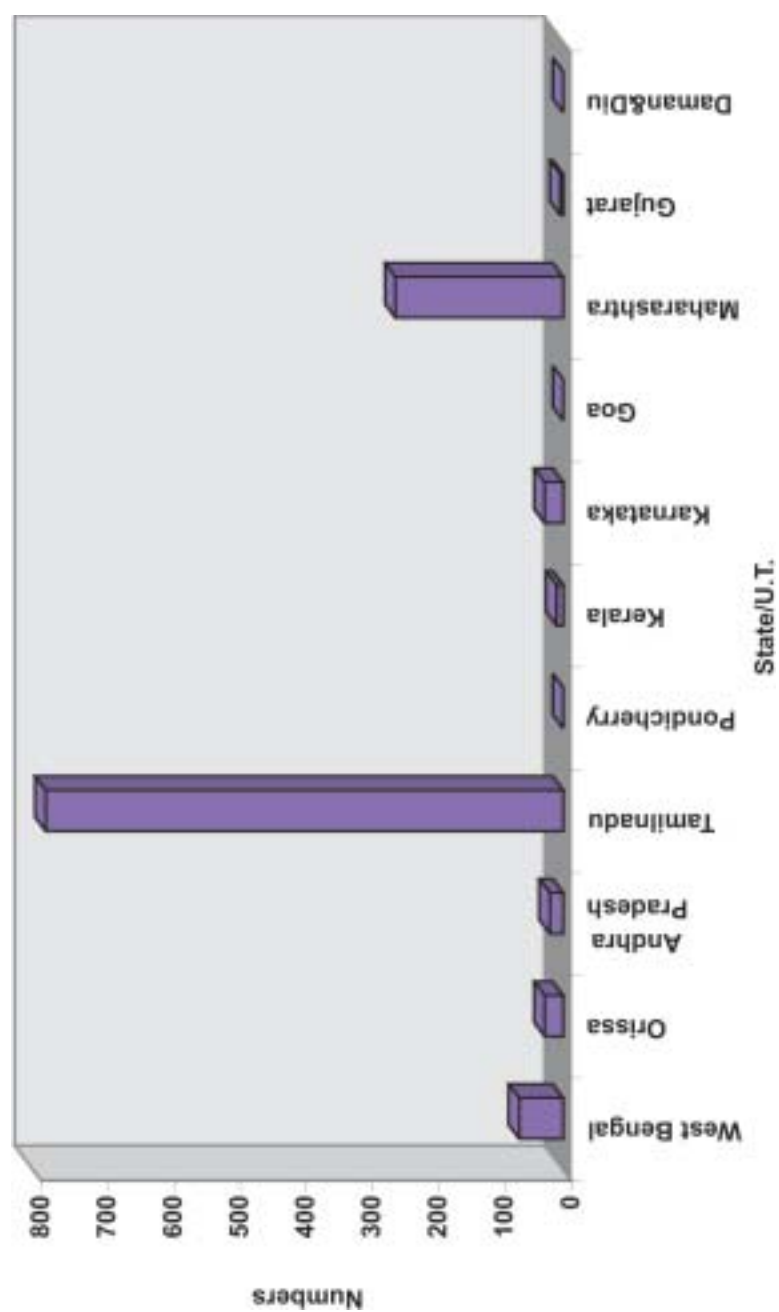 Numbers
800
700
600
500
400
300
200
100
0
West Bengal
Orissa
Andhra
Pradesh
Tamilnadu
Pondicherry
Kerala
Karnataka
Goa
Maharashtra
Gujarat
Daman&Diu
State/U.T.